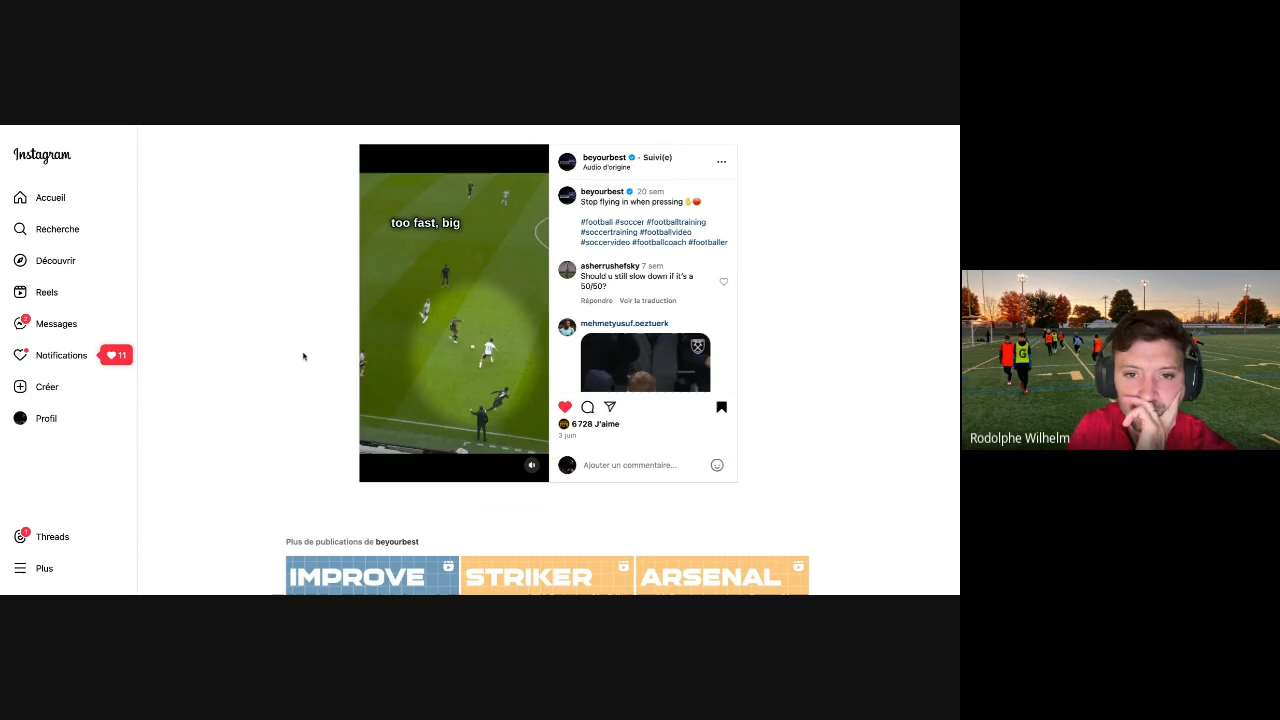 Instagram
Accueil
Recherche
Découvrir
Reels
2
Messages
Notifications
11
Créer
Profil
Threads
Plus
too fast, big
beyourbest · Suivi(e)
Audio d'origine
beyourbest 20 sem
Stop flying in when pressing
#football #soccer #footballtraining
#soccertraining #footballvideo
#soccervideo #footballcoach #footballer
asherrushefsky 7 sem
Should u still slow down if it's a
50/50?
Répondre Voir la traduction
mehmetyusuf.oeztuerk
6 728 J'aime
3 juin
Ajouter un commentaire...
Plus de publications de beyourbest
IMPROVE
STRIKER
ARSENAL
G
Rodolphe Wilhelm